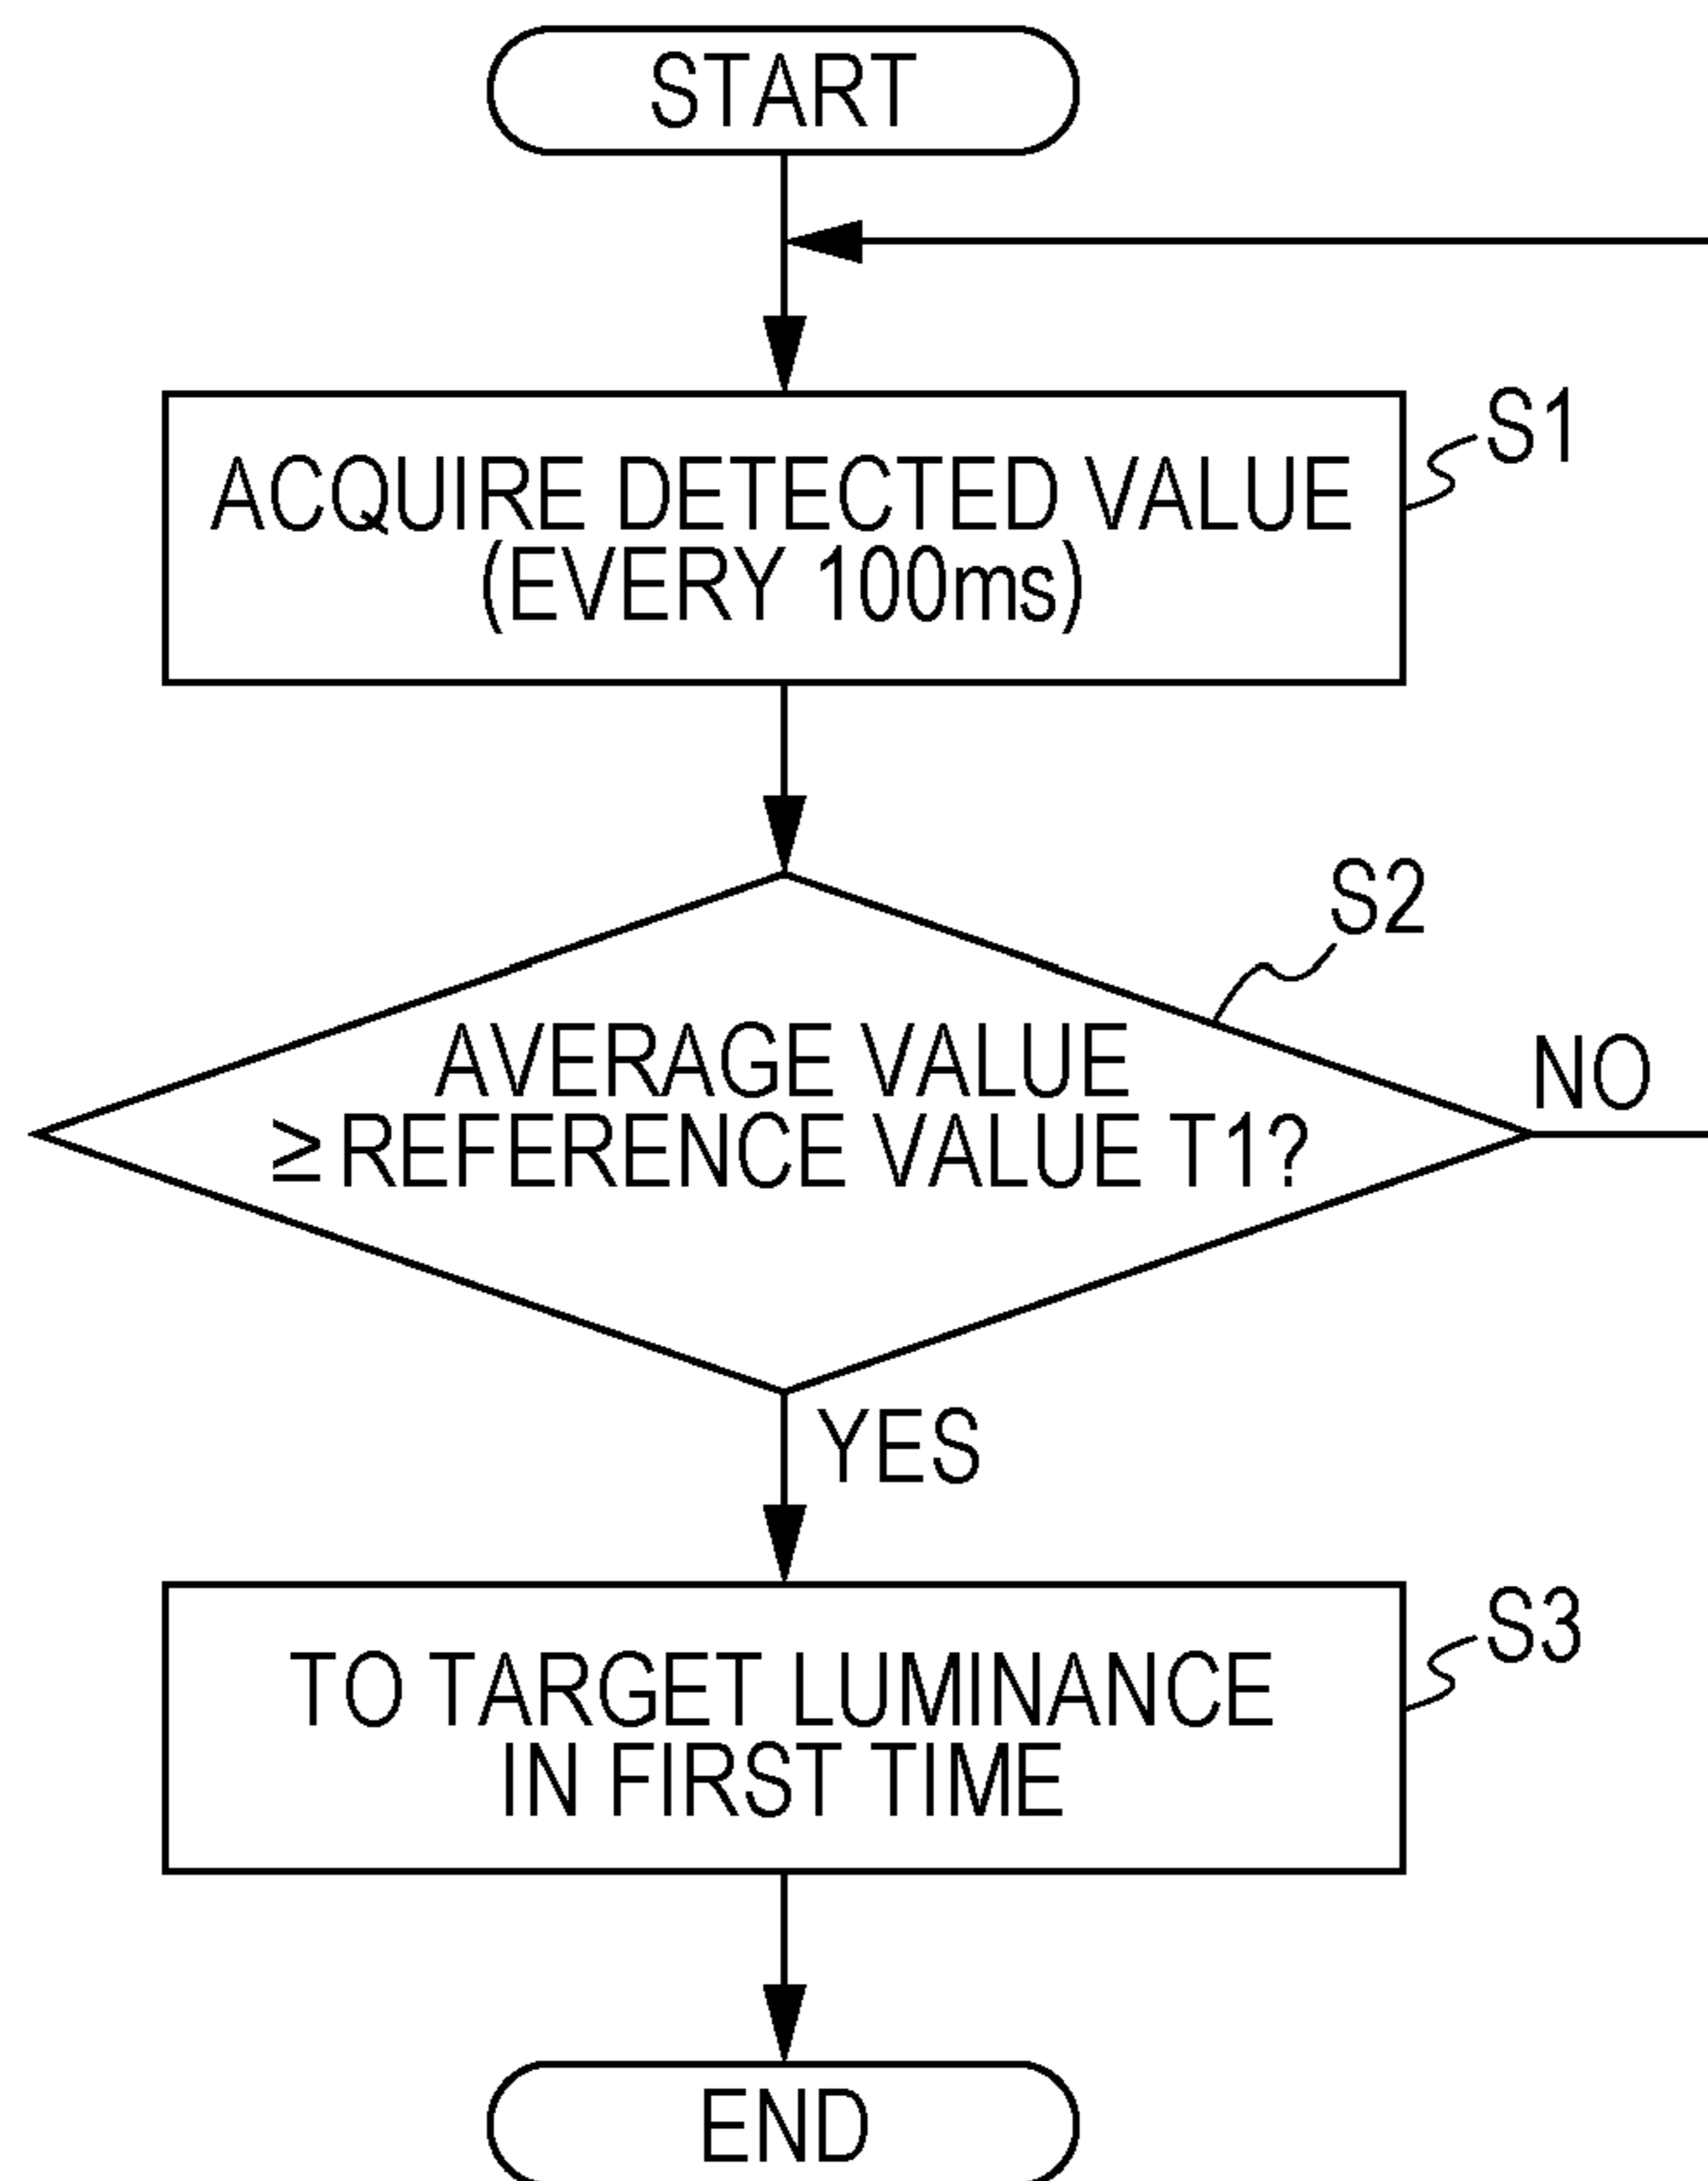 START
ACQUIRE DETECTED VALUE
(EVERY 100ms)
S1
S2
AVERAGE VALUE
≥ REFERENCE VALUE T1?
NO
YES
TO TARGET LUMINANCE
IN FIRST TIME
S3
END